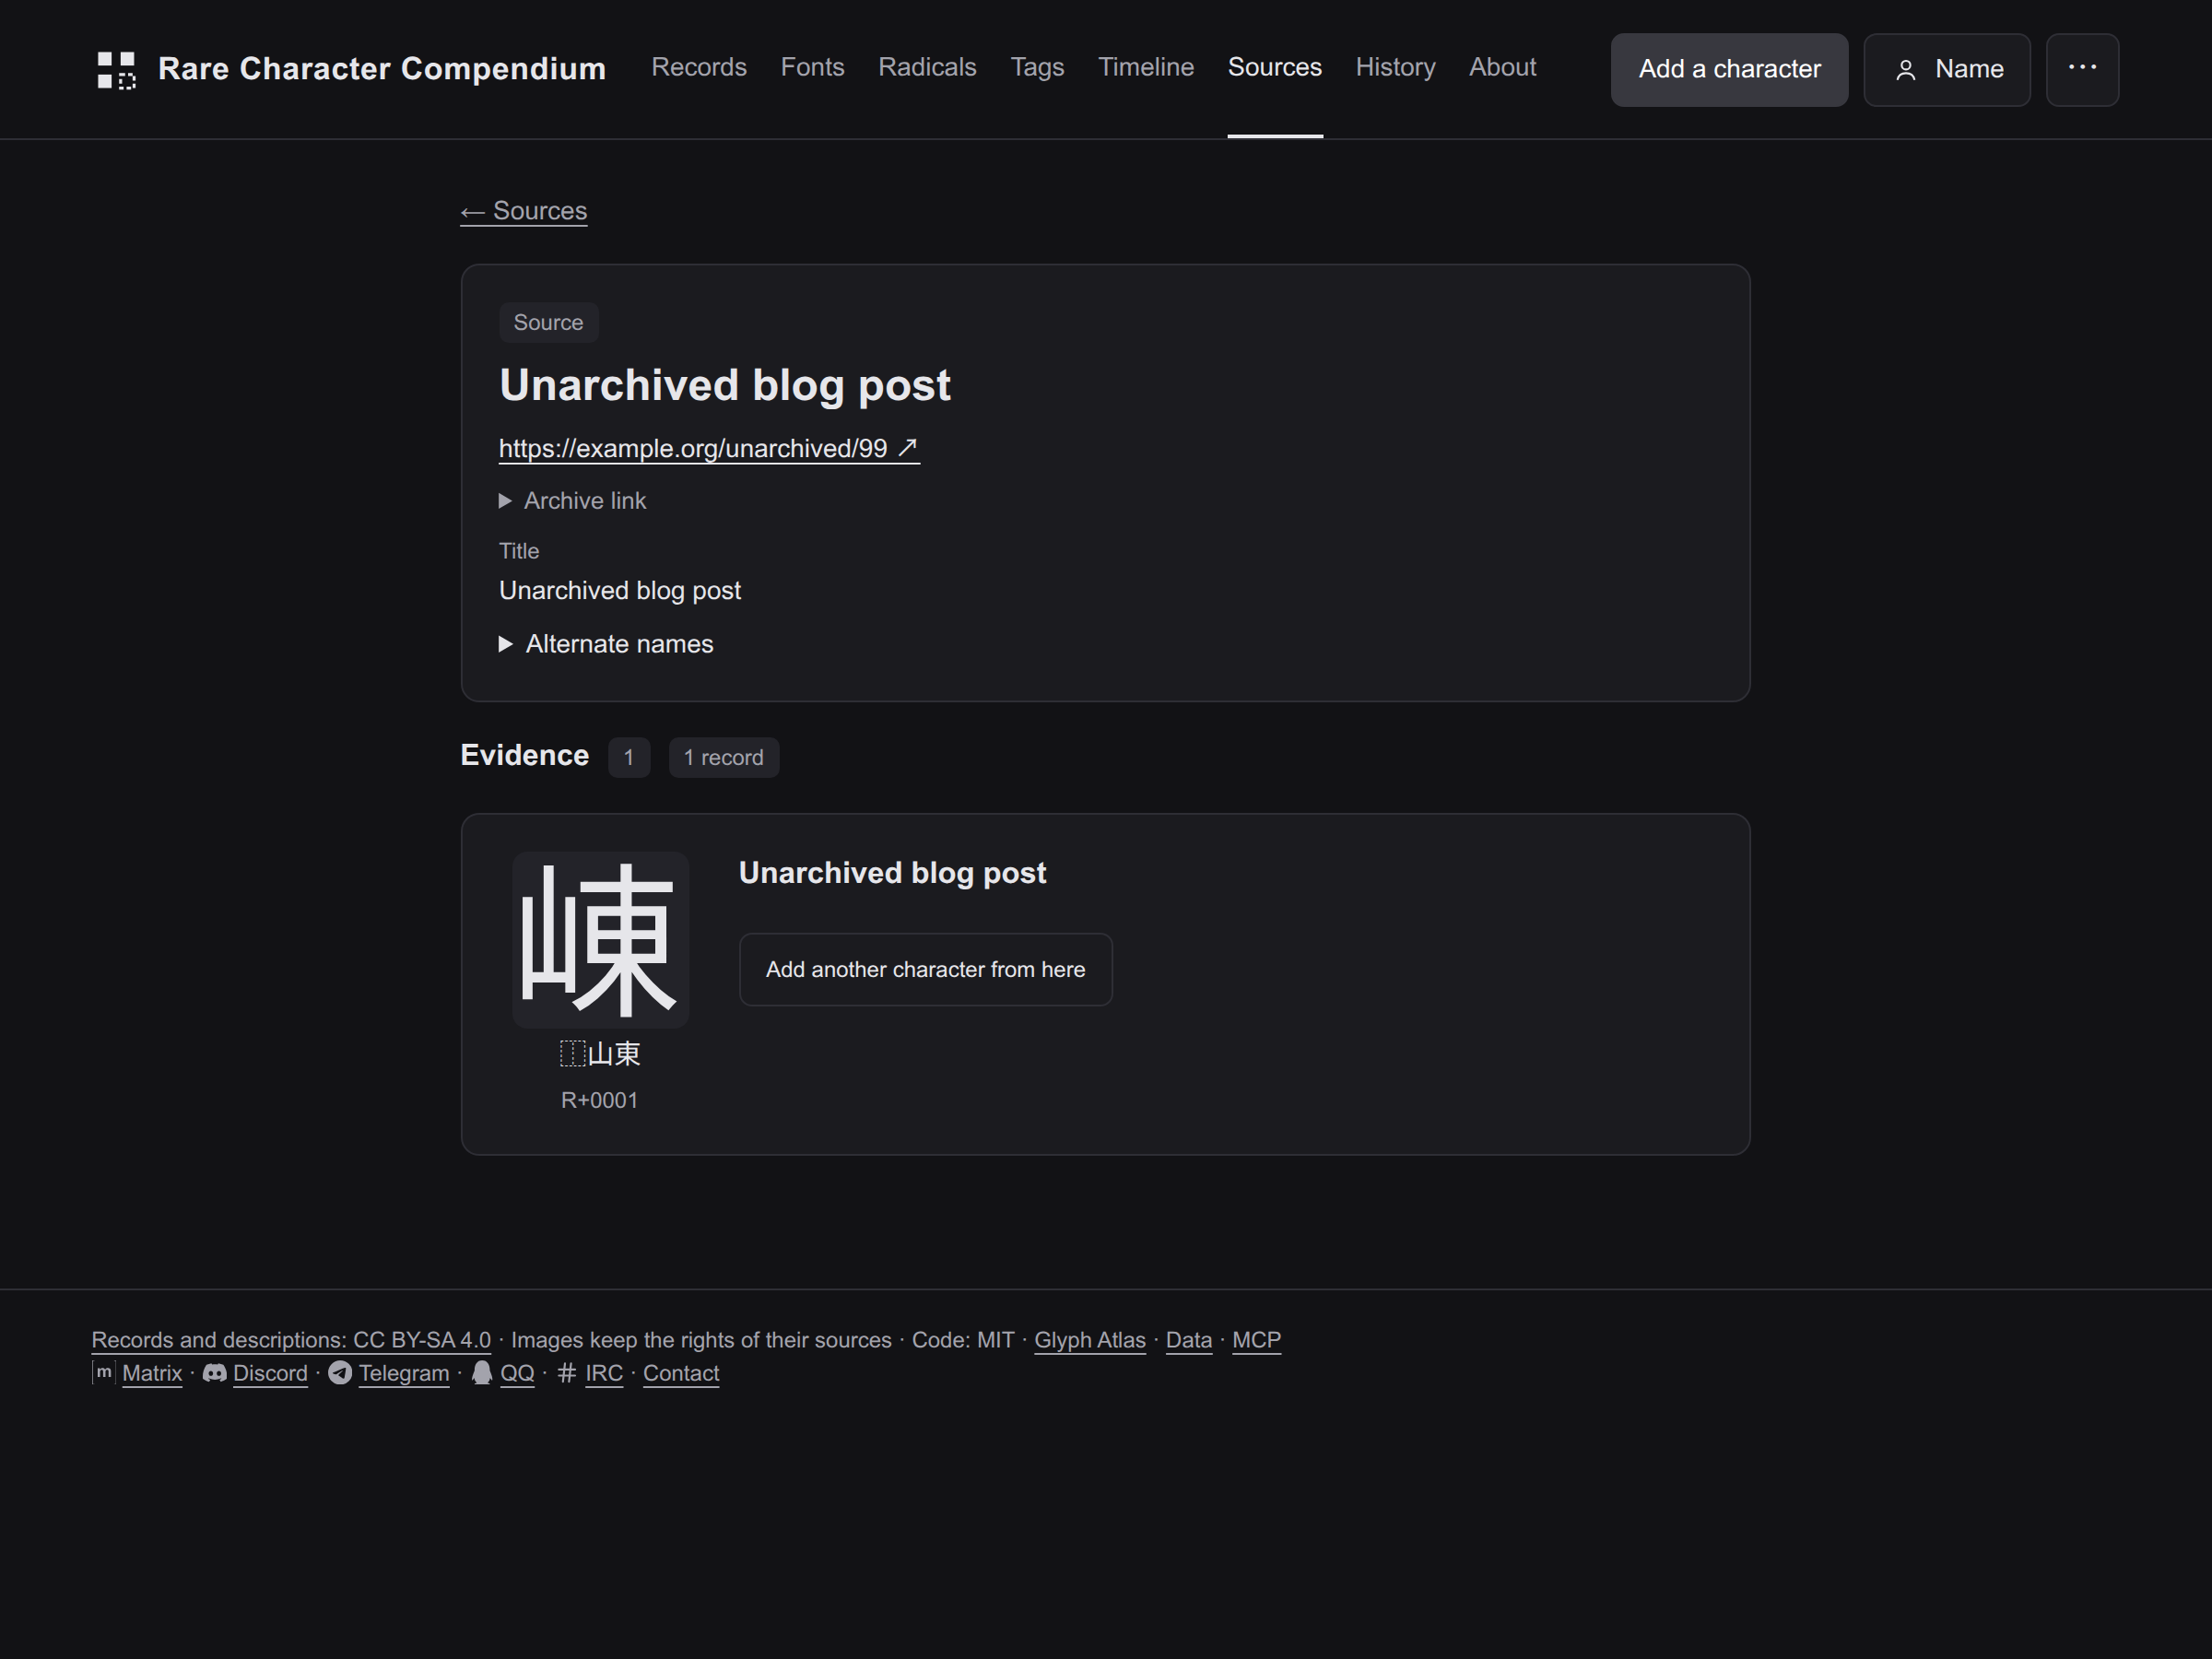 Rare Character Compendium Records Fonts Radicals Tags Timeline Sources History About Add a character Name ···
← Sources
Source
Unarchived blog post
https://example.org/unarchived/99 ↗
▶ Archive link
Title
Unarchived blog post
▶ Alternate names
Evidence 1 1 record
Unarchived blog post
Add another character from here
⿰山東
R+0001
Records and descriptions: CC BY-SA 4.0 · Images keep the rights of their sources · Code: MIT · Glyph Atlas · Data · MCP
[m] Matrix · Discord · Telegram · QQ · # IRC · Contact